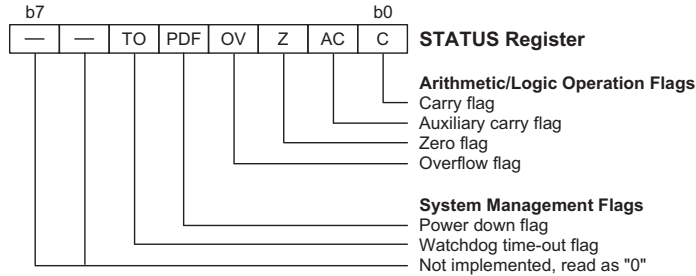 b7 b0
— — TO PDF OV Z AC C STATUS Register
Arithmetic/Logic Operation Flags
Carry flag
Auxiliary carry flag
Zero flag
Overflow flag
System Management Flags
Power down flag
Watchdog time-out flag
Not implemented, read as "0"